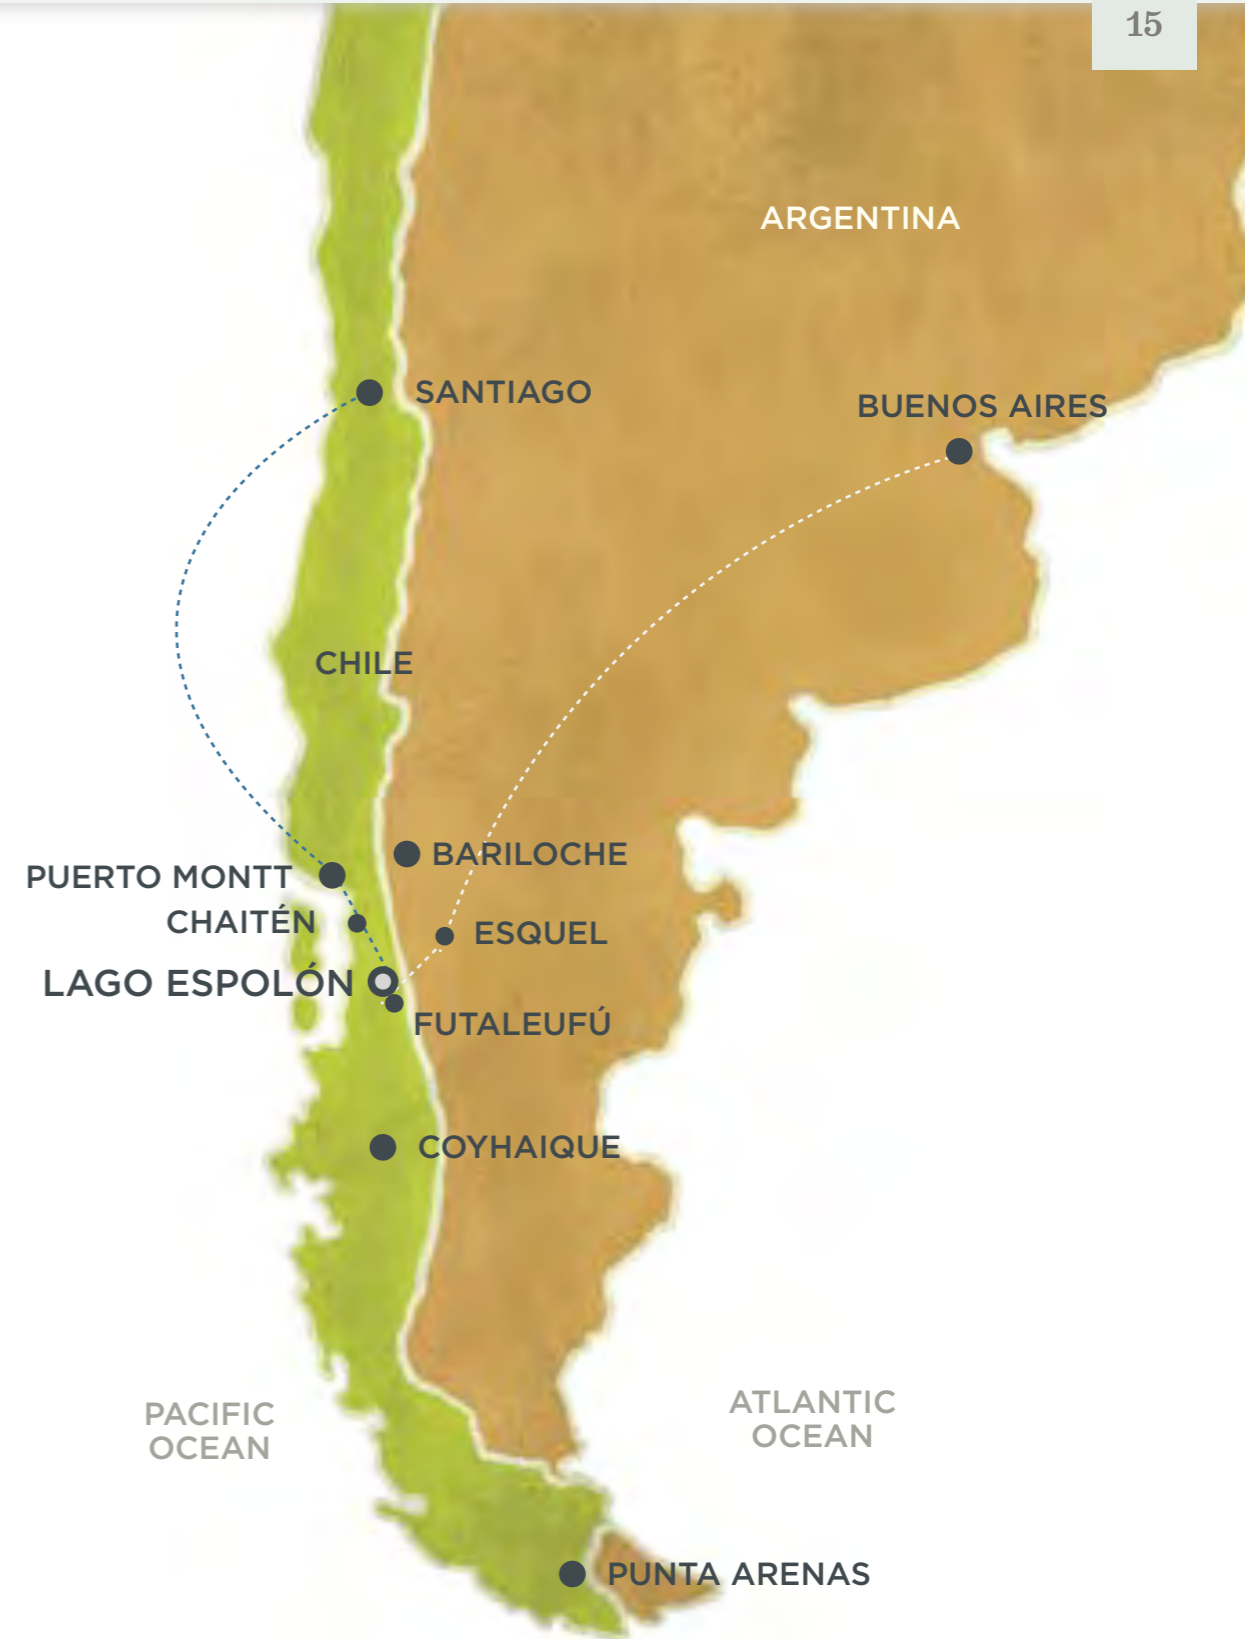 15
ARGENTINA
SANTIAGO
BUENOS AIRES
CHILE
BARILOCHE
PUERTO MONTT
CHAITÉN
ESQUEL
LAGO ESPOLÓN
FUTALEUFÚ
COYHAIQUE
PACIFIC
OCEAN
ATLANTIC
OCEAN
PUNTA ARENAS